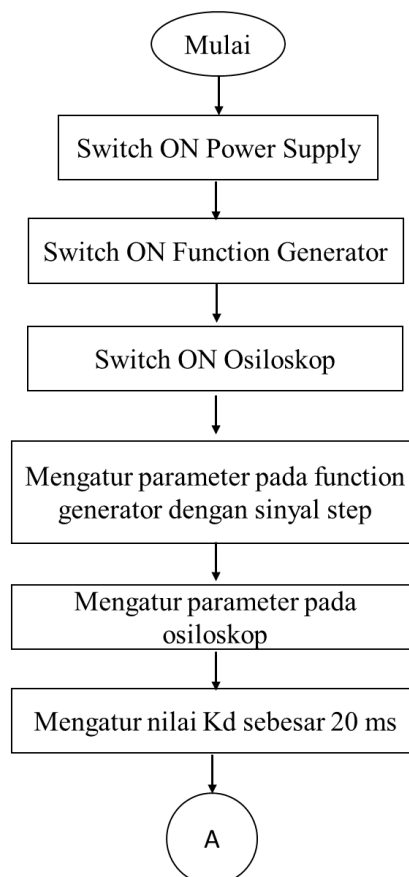 Mulai
Switch ON Power Supply
Switch ON Function Generator
Switch ON Osiloskop
Mengatur parameter pada function
generator dengan sinyal step
Mengatur parameter pada
osiloskop
Mengatur nilai Kd sebesar 20 ms
A